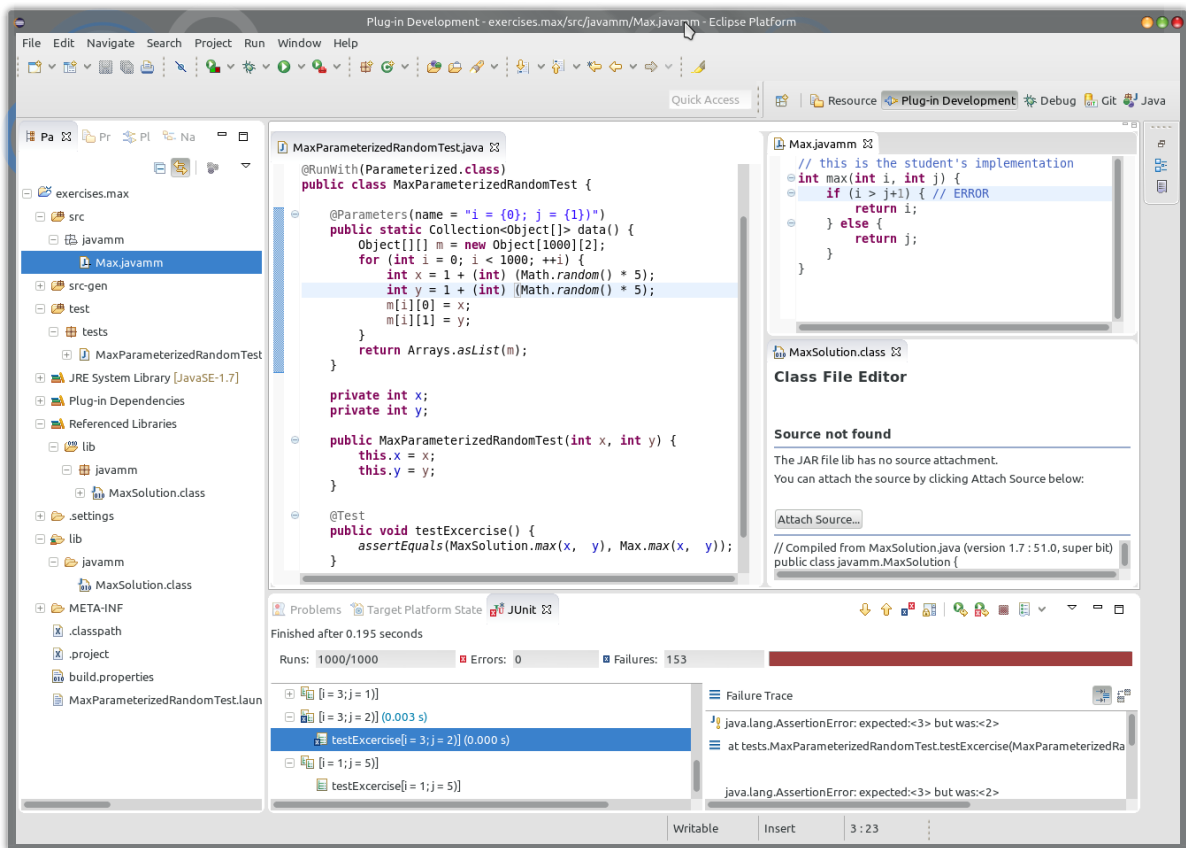 Plug-in Development - exercises.max/src/javamm/Max.javamm - Eclipse Platform
File Edit Navigate Search Project Run Window Help
Quick Access
Resource Plug-in Development Debug Git Java
Pa Pr Pl Na
exercises.max
src
javamm
Max.javamm
src-gen
test
tests
MaxParameterizedRandomTest
JRE System Library [JavaSE-1.7]
Plug-in Dependencies
Referenced Libraries
lib
javamm
MaxSolution.class
.settings
lib
javamm
MaxSolution.class
META-INF
.classpath
.project
build.properties
MaxParameterizedRandomTest.laun
MaxParameterizedRandomTest.java
@RunWith(Parameterized.class)
public class MaxParameterizedRandomTest {
@Parameters(name = "i = {0}; j = {1})")
public static Collection<Object[]> data() {
Object[][] m = new Object[1000][2];
for (int i = 0; i < 1000; ++i) {
int x = 1 + (int) (Math.random() * 5);
int y = 1 + (int) (Math.random() * 5);
m[i][0] = x;
m[i][1] = y;
}
return Arrays.asList(m);
}
private int x;
private int y;
public MaxParameterizedRandomTest(int x, int y) {
this.x = x;
this.y = y;
}
@Test
public void testExcercise() {
assertEquals(MaxSolution.max(x, y), Max.max(x, y));
}
Max.javamm
// this is the student's implementation
int max(int i, int j) {
if (i > j+1) { // ERROR
return i;
} else {
return j;
}
}
MaxSolution.class
Class File Editor
Source not found
The JAR file lib has no source attachment.
You can attach the source by clicking Attach Source below:
Attach Source...
// Compiled from MaxSolution.java (version 1.7 : 51.0, super bit)
public class javamm.MaxSolution {
Problems Target Platform State JUnit
Finished after 0.195 seconds
Runs: 1000/1000 Errors: 0 Failures: 153
[i = 3; j = 1)]
[i = 3; j = 2)] (0.003 s)
testExcercise[i = 3; j = 2)] (0.000 s)
[i = 1; j = 5)]
testExcercise[i = 1; j = 5)]
Failure Trace
java.lang.AssertionError: expected:<3> but was:<2>
at tests.MaxParameterizedRandomTest.testExcercise(MaxParameterizedRa
java.lang.AssertionError: expected:<3> but was:<2>
Writable Insert 3 : 23